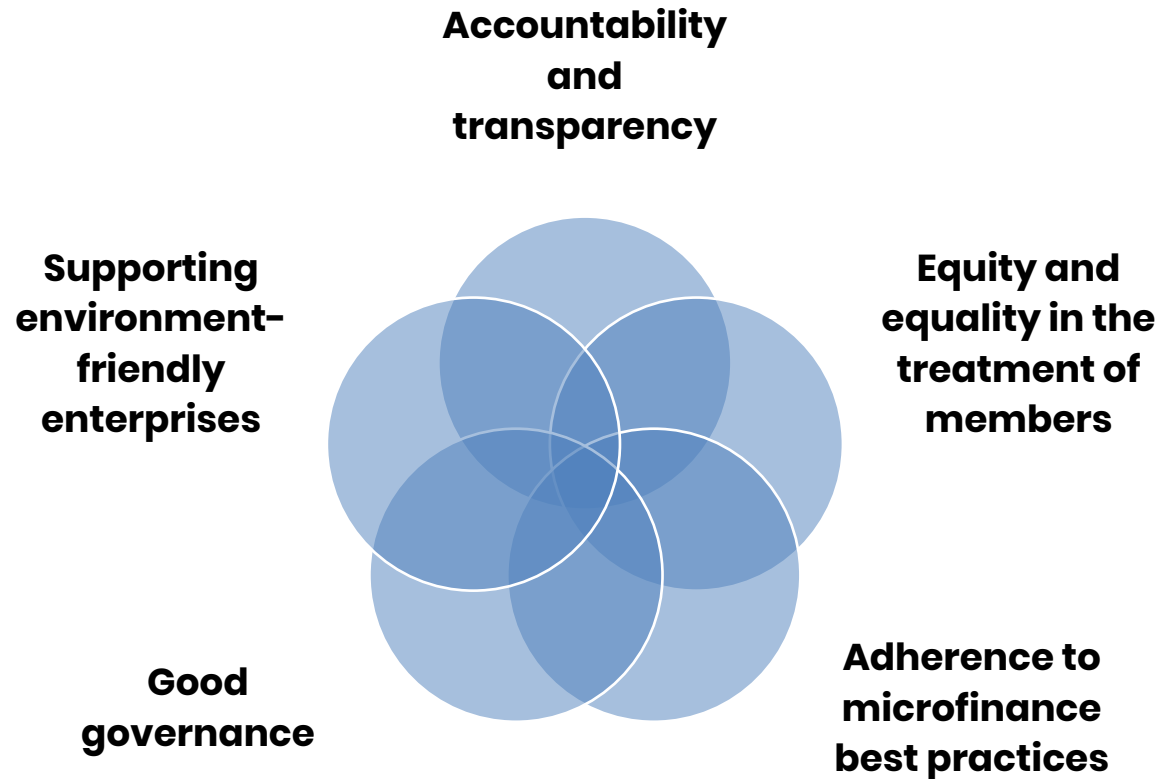 Accountability
and
transparency
Equity and
equality in the
treatment of
members
Adherence to
microfinance
best practices
Good
governance
Supporting
environment-
friendly
enterprises